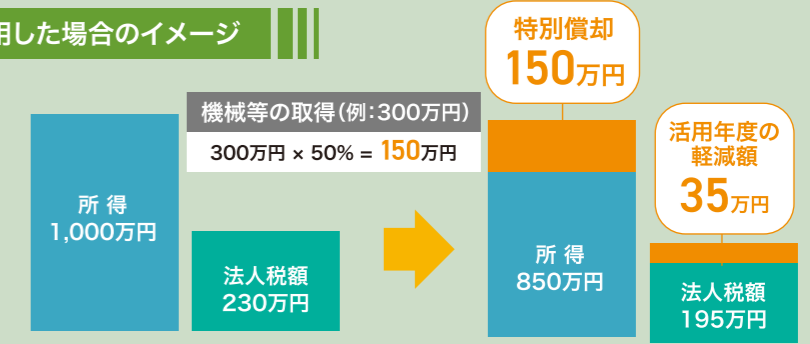 用した場合のイメージ
特別償却
150万円
機械等の取得(例:300万円)
300万円 × 50% = 150万円
活用年度の
軽減額
35万円
所 得
1,000万円
法人税額
230万円
所 得
850万円
法人税額
195万円